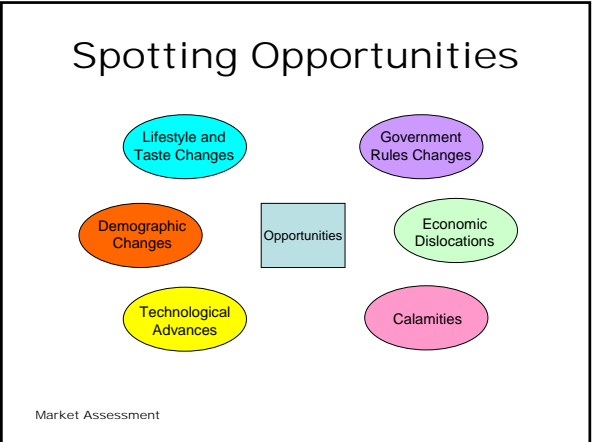 Spotting Opportunities
Lifestyle and
Taste Changes
Government
Rules Changes
Demographic
Changes
Opportunities
Economic
Dislocations
Technological
Advances
Calamities
Market Assessment